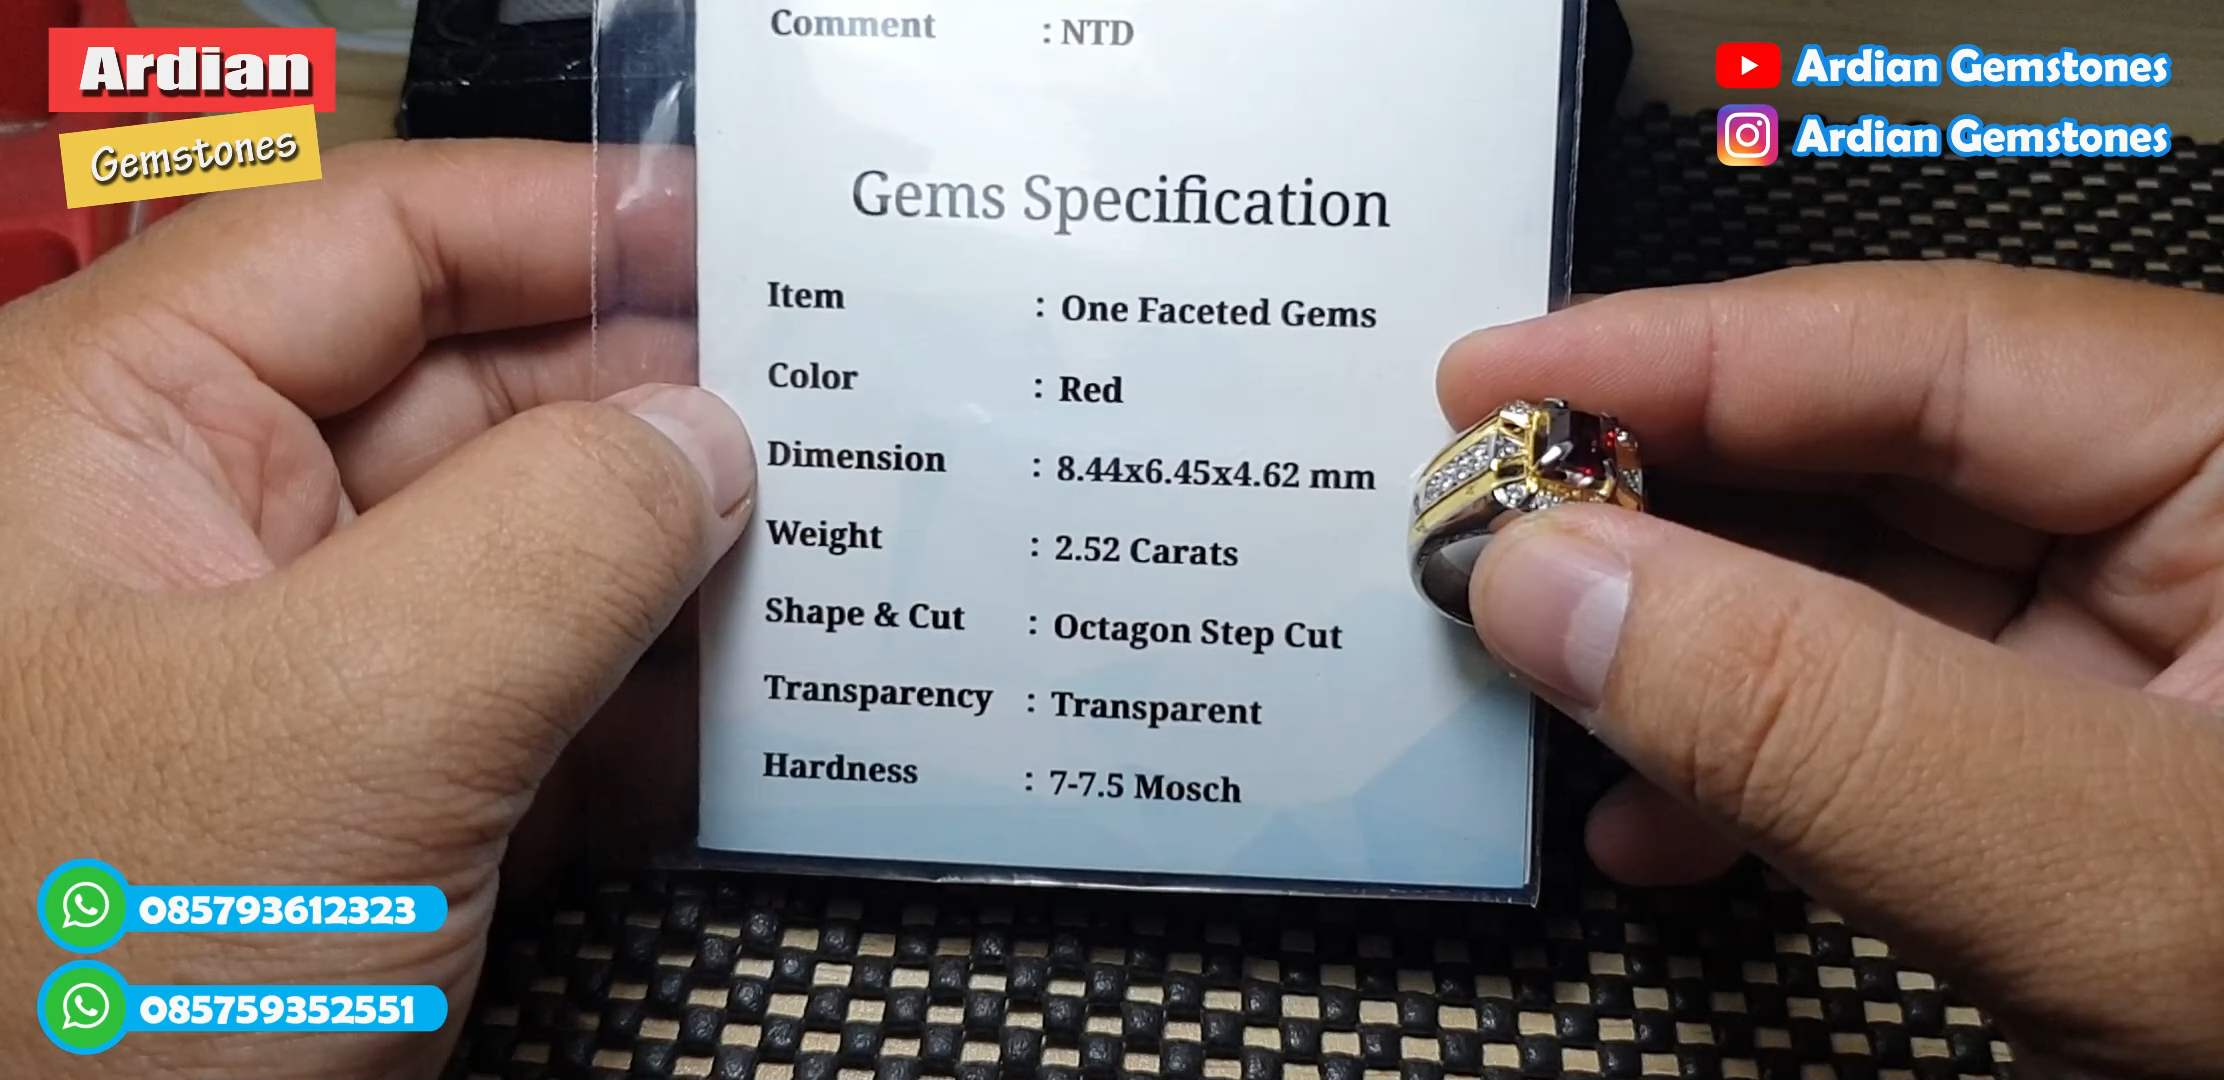 Ardian
Gemstones
Ardian Gemstones
Ardian Gemstones
Comment : NTD
Gems Specification
Item : One Faceted Gems
Color : Red
Dimension : 8.44x6.45x4.62 mm
Weight : 2.52 Carats
Shape & Cut : Octagon Step Cut
Transparency : Transparent
Hardness : 7-7.5 Mosch
085793612323
085759352551